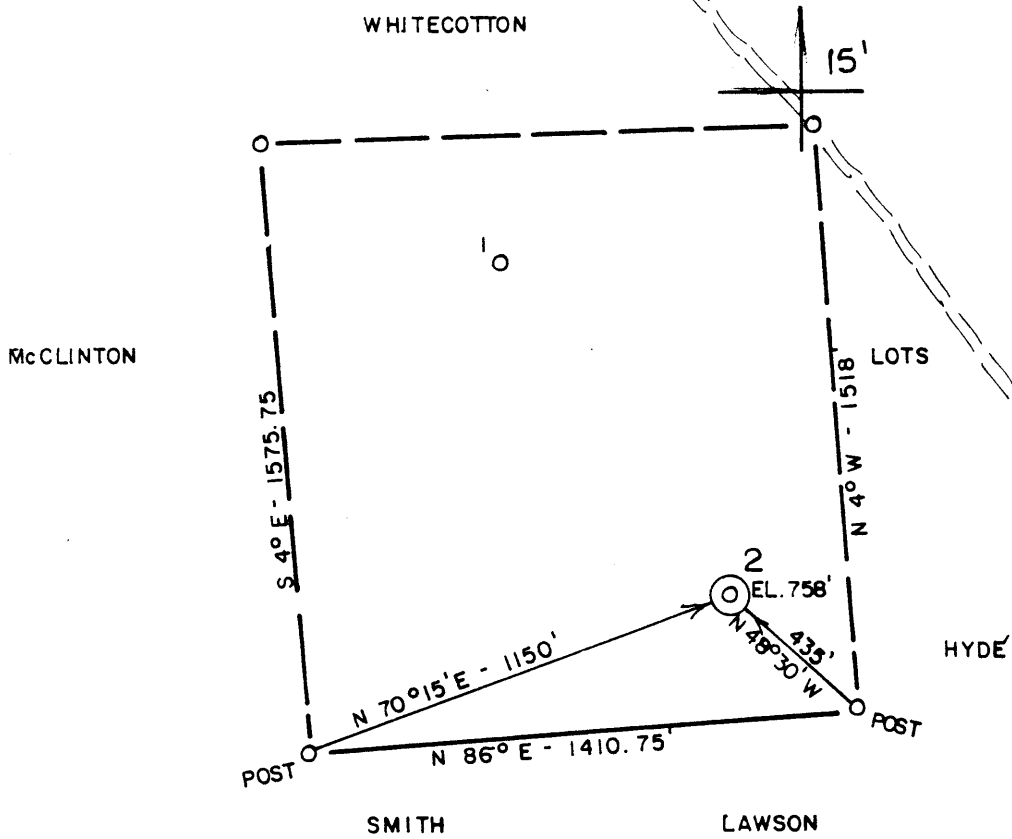 WHITECOTTON
15'
1
McCLINTON
LOTS
S 4° E - 1575.75
N 4° W - 1518'
2
EL. 758'
435'
N 48° 30' W
HYDE
N 70° 15' E - 1150'
POST
N 86° E - 1410.75'
POST
SMITH
LAWSON